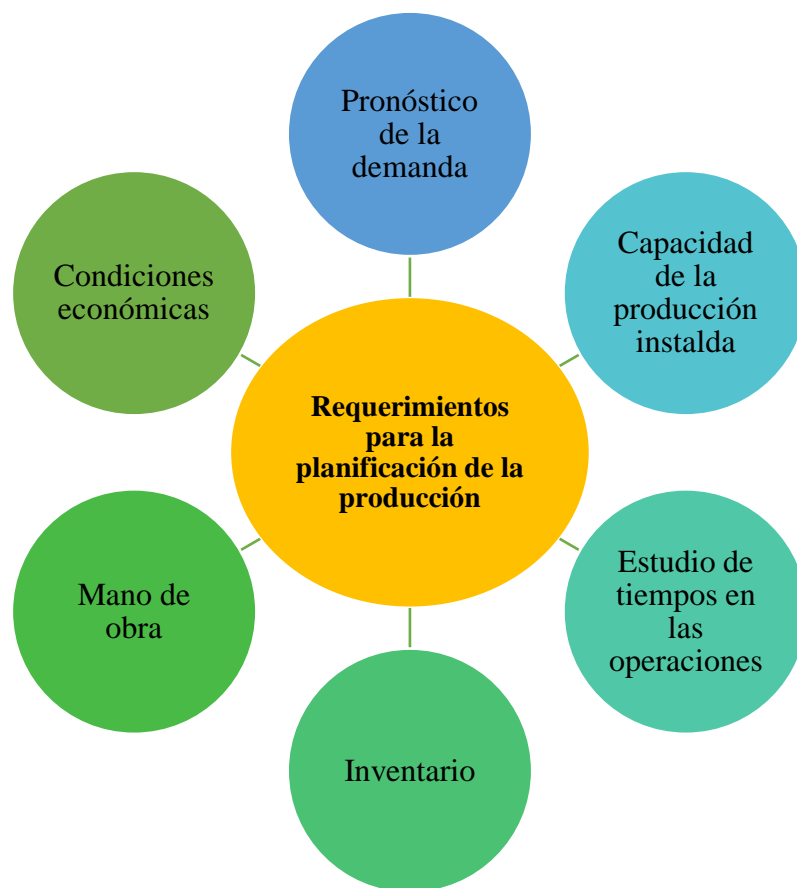 Pronóstico
de la
demanda
Capacidad
de la
producción
instalda
Estudio de
tiempos en
las
operaciones
Inventario
Mano de
obra
Condiciones
económicas
Requerimientos
para la
planificación de la
producción